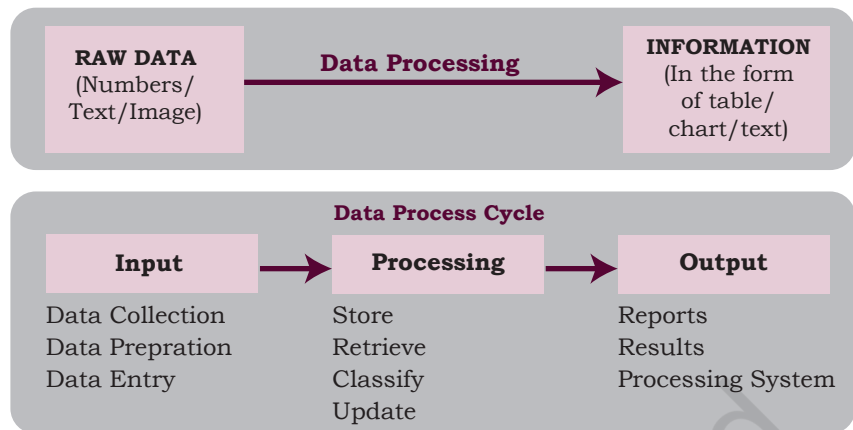 RAW DATA
(Numbers/
Text/Image)
Data Processing
INFORMATION
(In the form
of table/
chart/text)
Data Process Cycle
Input
Processing
Output
Data Collection
Data Prepration
Data Entry
Store
Retrieve
Classify
Update
Reports
Results
Processing System